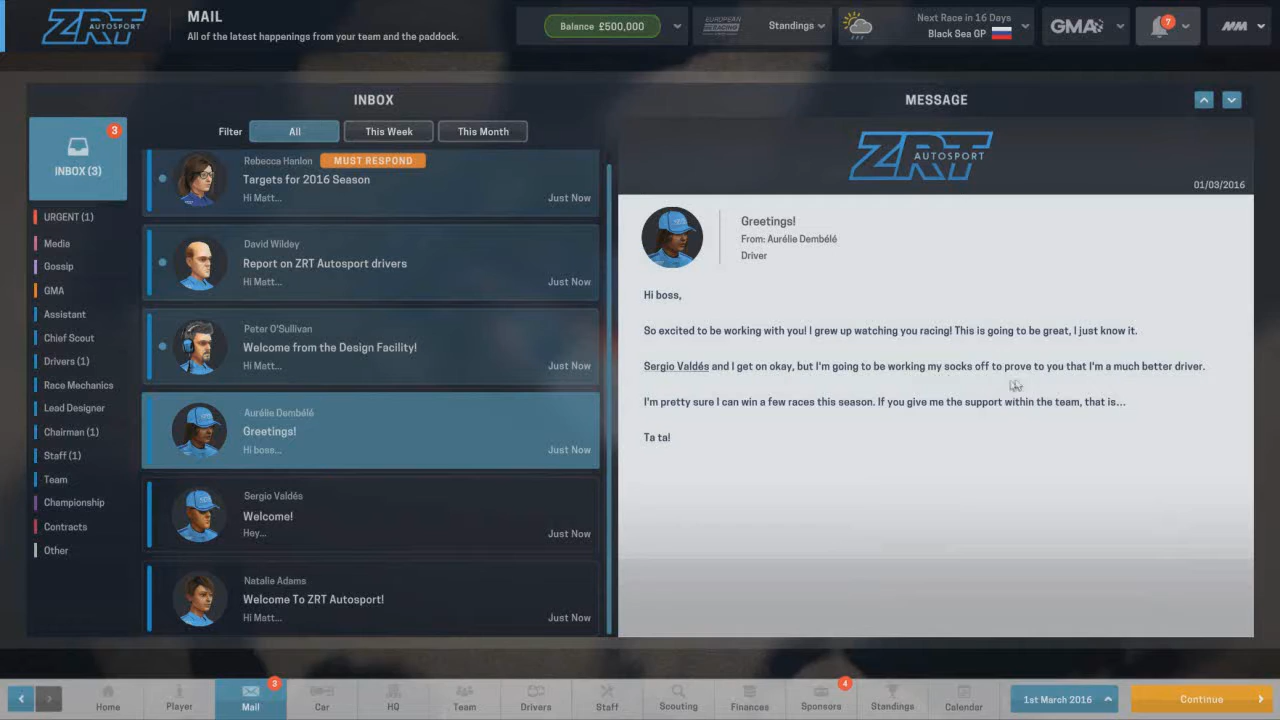 ZRT AUTOSPORT
MAIL
All of the latest happenings from your team and the paddock.
Balance £500,000
EUROPEAN RACING
Standings
Next Race in 16 Days
Black Sea GP
GMA
7
INBOX
MESSAGE
3
INBOX (3)
Filter
All
This Week
This Month
URGENT (1)
Media
Gossip
GMA
Assistant
Chief Scout
Drivers (1)
Race Mechanics
Lead Designer
Chairman (1)
Staff (1)
Team
Championship
Contracts
Other
Rebecca Hanlon MUST RESPOND
Targets for 2016 Season
Hi Matt... Just Now
David Wildey
Report on ZRT Autosport drivers
Hi Matt... Just Now
Peter O'Sullivan
Welcome from the Design Facility!
Hi Matt... Just Now
Aurélie Dembélé
Greetings!
Hi boss... Just Now
Sergio Valdés
Welcome!
Hey... Just Now
Natalie Adams
Welcome To ZRT Autosport!
Hi Matt... Just Now
ZRT AUTOSPORT
01/03/2016
Greetings!
From: Aurélie Dembélé
Driver
Hi boss,
So excited to be working with you! I grew up watching you racing! This is going to be great, I just know it.
Sergio Valdés and I get on okay, but I'm going to be working my socks off to prove to you that I'm a much better driver.
I'm pretty sure I can win a few races this season. If you give me the support within the team, that is...
Ta ta!
Home
Player
3
Mail
Car
HQ
Team
Drivers
Staff
Scouting
Finances
4
Sponsors
Standings
Calendar
1st March 2016
Continue